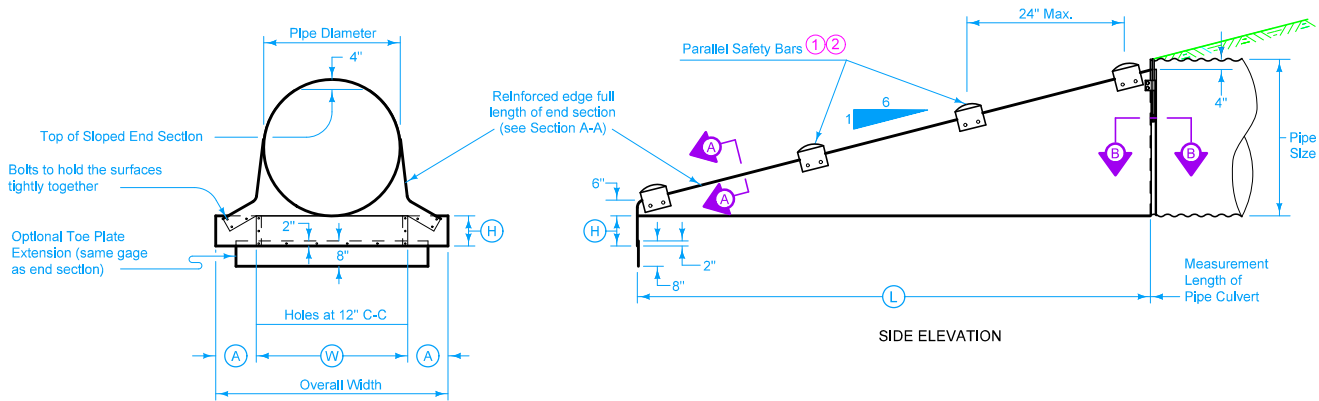 Pipe Diameter
4"
Top of Sloped End Section
Reinforced edge full
length of end section
(see Section A-A)
Bolts to hold the surfaces
tightly together
Optional Toe Plate
Extension (same gage
as end section)
2"
8"
H
Holes at 12" C-C
A
W
A
Overall Width
24" Max.
Parallel Safety Bars 1 2
6
1
4"
A
A
B
B
Pipe
Size
6"
H
2"
8"
L
Measurement
Length of
Pipe Culvert
SIDE ELEVATION